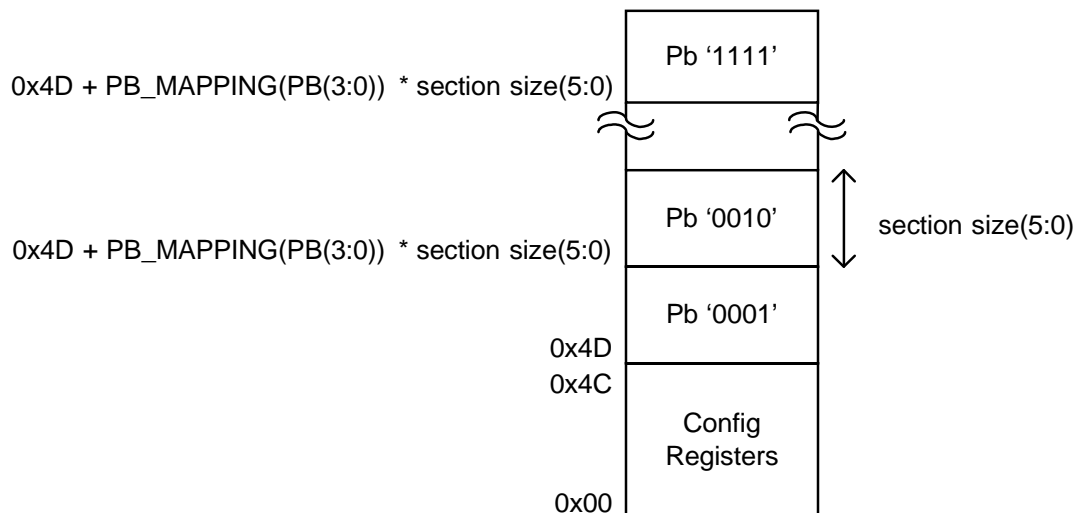 Pb ‘1111’
0x4D + PB_MAPPING(PB(3:0)) * section size(5:0)
Pb ‘0010’
section size(5:0)
0x4D + PB_MAPPING(PB(3:0)) * section size(5:0)
Pb ‘0001’
0x4D
0x4C
Config
Registers
0x00